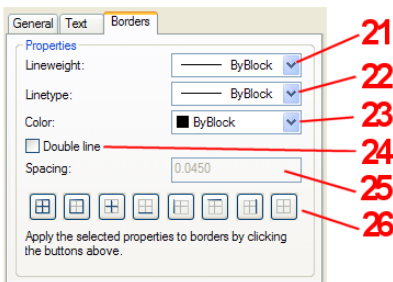 General Text Borders
Properties
Lineweight: ByBlock 21
Linetype: ByBlock 22
Color: ByBlock 23
Double line 24
Spacing: 0.0450 25
26
Apply the selected properties to borders by clicking
the buttons above.